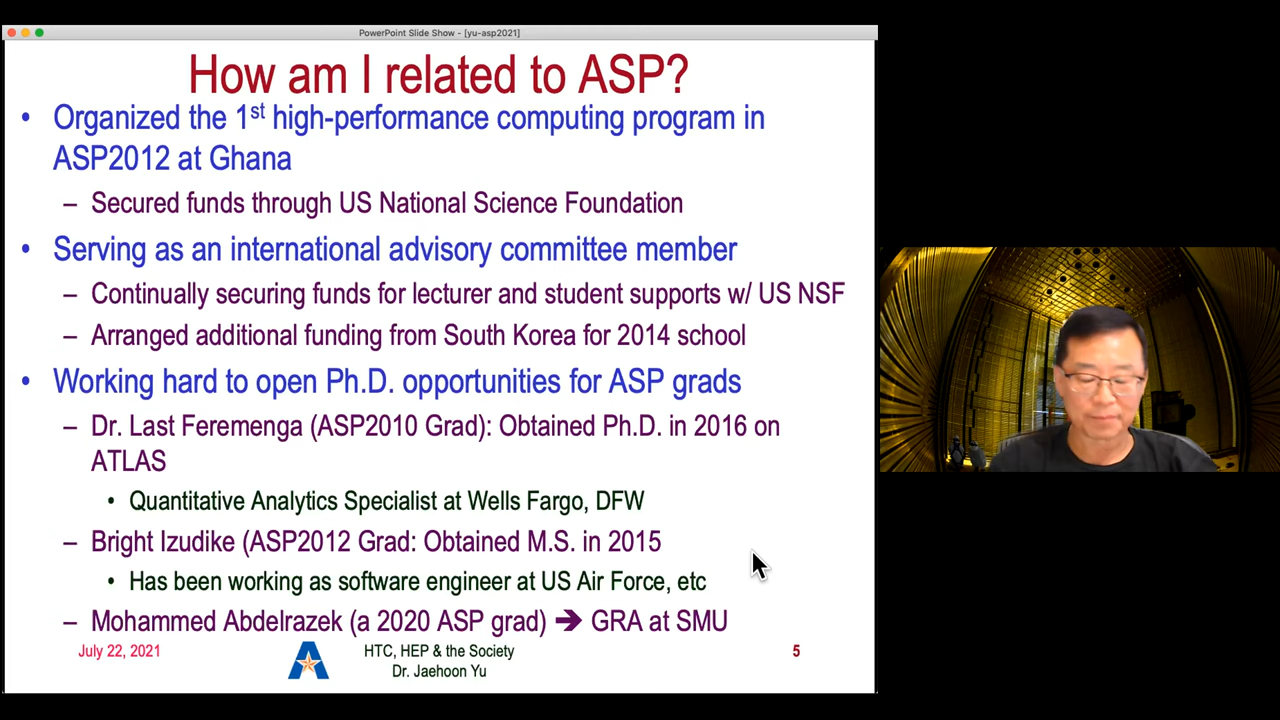 PowerPoint Slide Show - [yu-asp2021]
How am I related to ASP?
• Organized the 1st high-performance computing program in
ASP2012 at Ghana
– Secured funds through US National Science Foundation
• Serving as an international advisory committee member
– Continually securing funds for lecturer and student supports w/ US NSF
– Arranged additional funding from South Korea for 2014 school
• Working hard to open Ph.D. opportunities for ASP grads
– Dr. Last Feremenga (ASP2010 Grad): Obtained Ph.D. in 2016 on
ATLAS
• Quantitative Analytics Specialist at Wells Fargo, DFW
– Bright Izudike (ASP2012 Grad: Obtained M.S. in 2015
• Has been working as software engineer at US Air Force, etc
– Mohammed Abdelrazek (a 2020 ASP grad) ➔ GRA at SMU
July 22, 2021
HTC, HEP & the Society
Dr. Jaehoon Yu
5